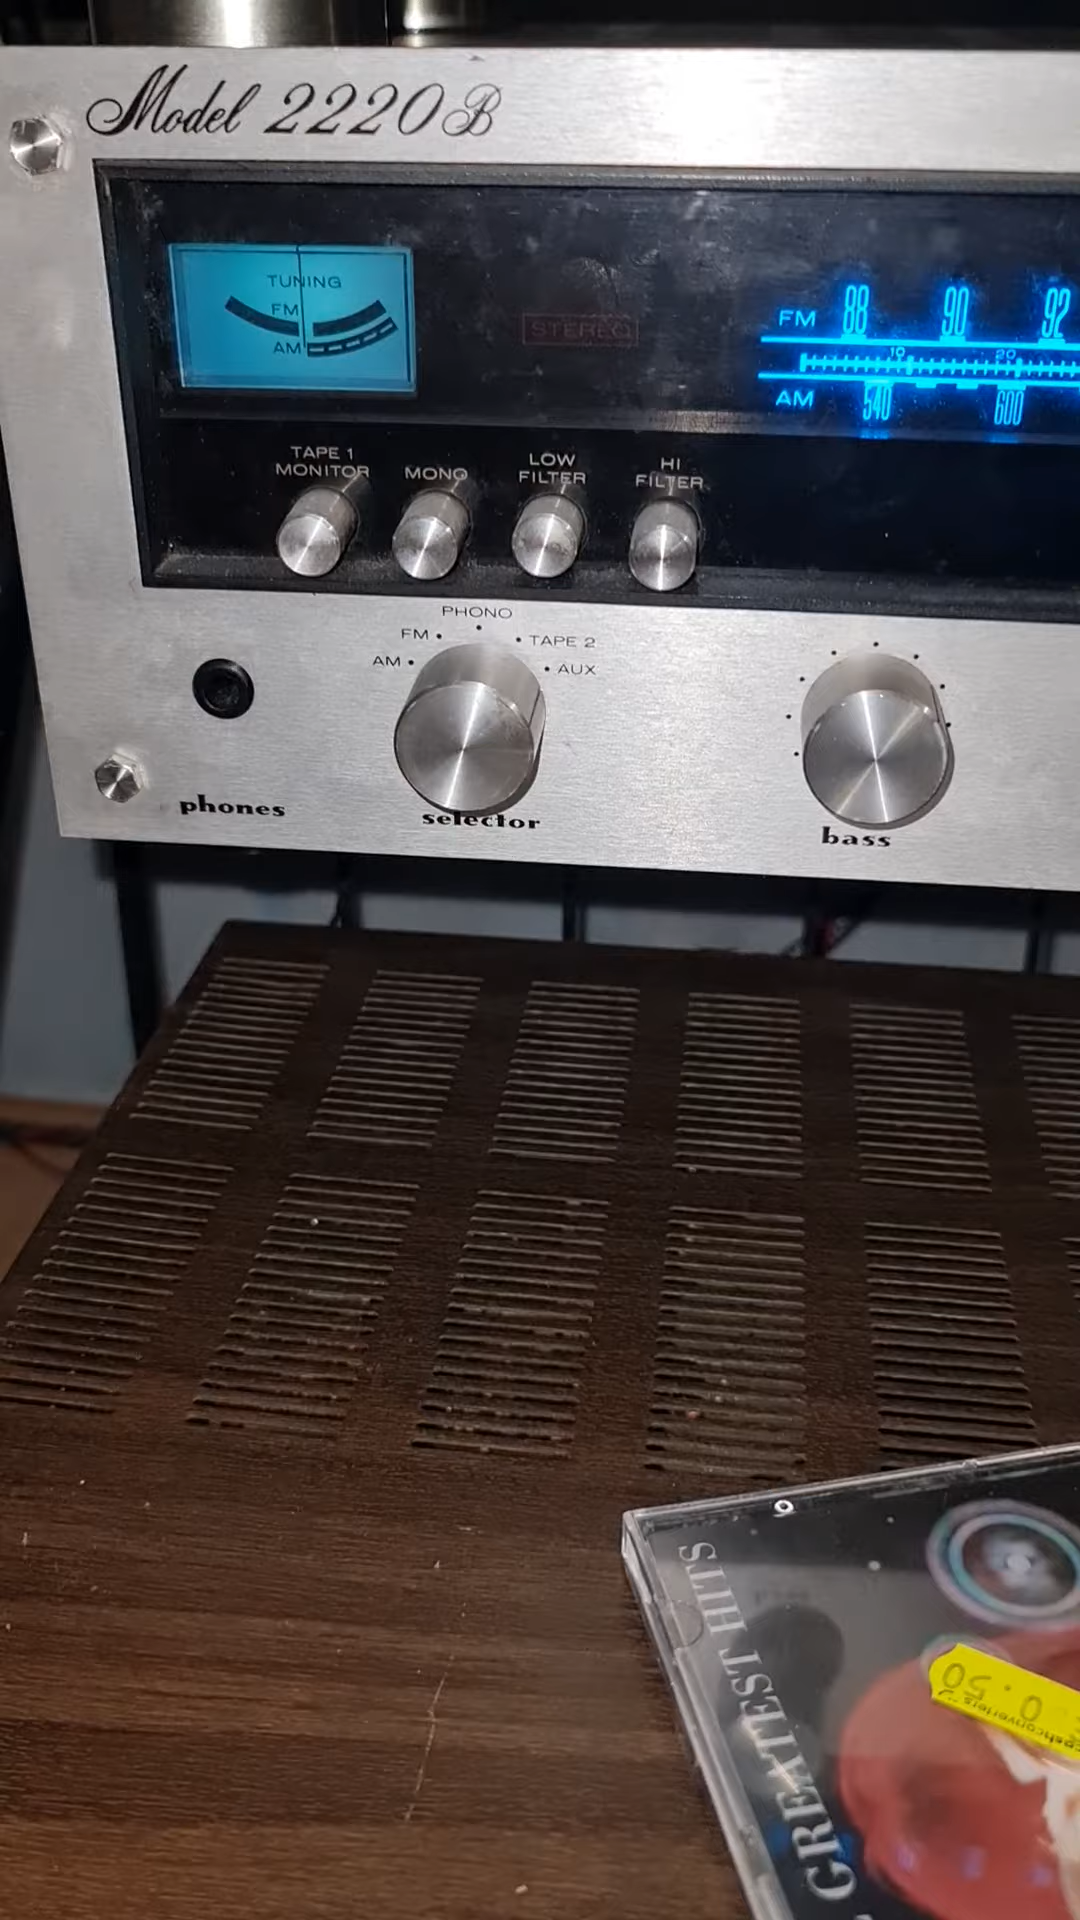 Model 2220B
TUNING
FM
AM
STEREO
FM 88 90 92
10 20
AM 540 600
TAPE 1
MONITOR
MONO
LOW
FILTER
HI
FILTER
PHONO
FM
TAPE 2
AM
AUX
phones
selector
bass
GREATEST HITS
0.50